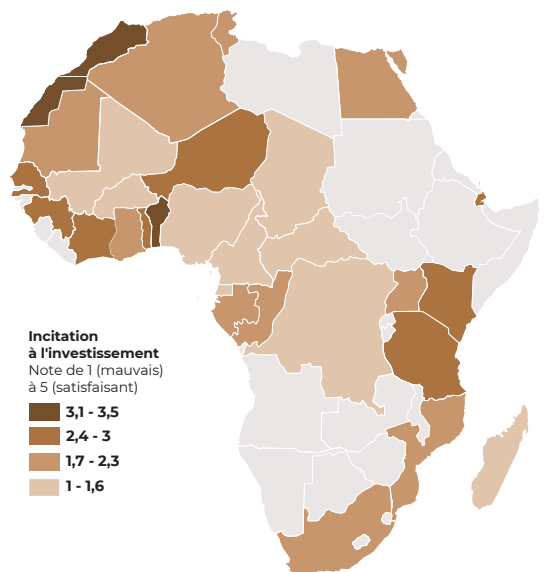 Incitation
à l'investissement
Note de 1 (mauvais)
à 5 (satisfaisant)
3,1 - 3,5
2,4 - 3
1,7 - 2,3
1 - 1,6